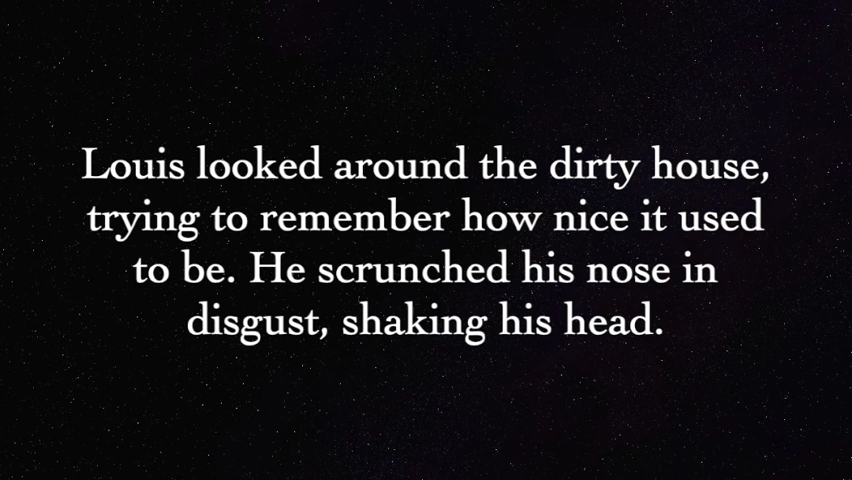 Louis looked around the dirty house,
trying to remember how nice it used
to be. He scrunched his nose in
disgust, shaking his head.